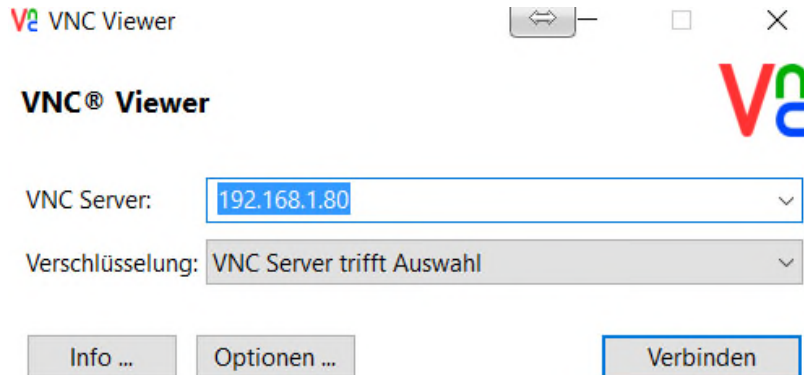 VNC Viewer
VNC® Viewer
VNC Server: 192.168.1.80
Verschlüsselung: VNC Server trifft Auswahl
Info ... Optionen ... Verbinden